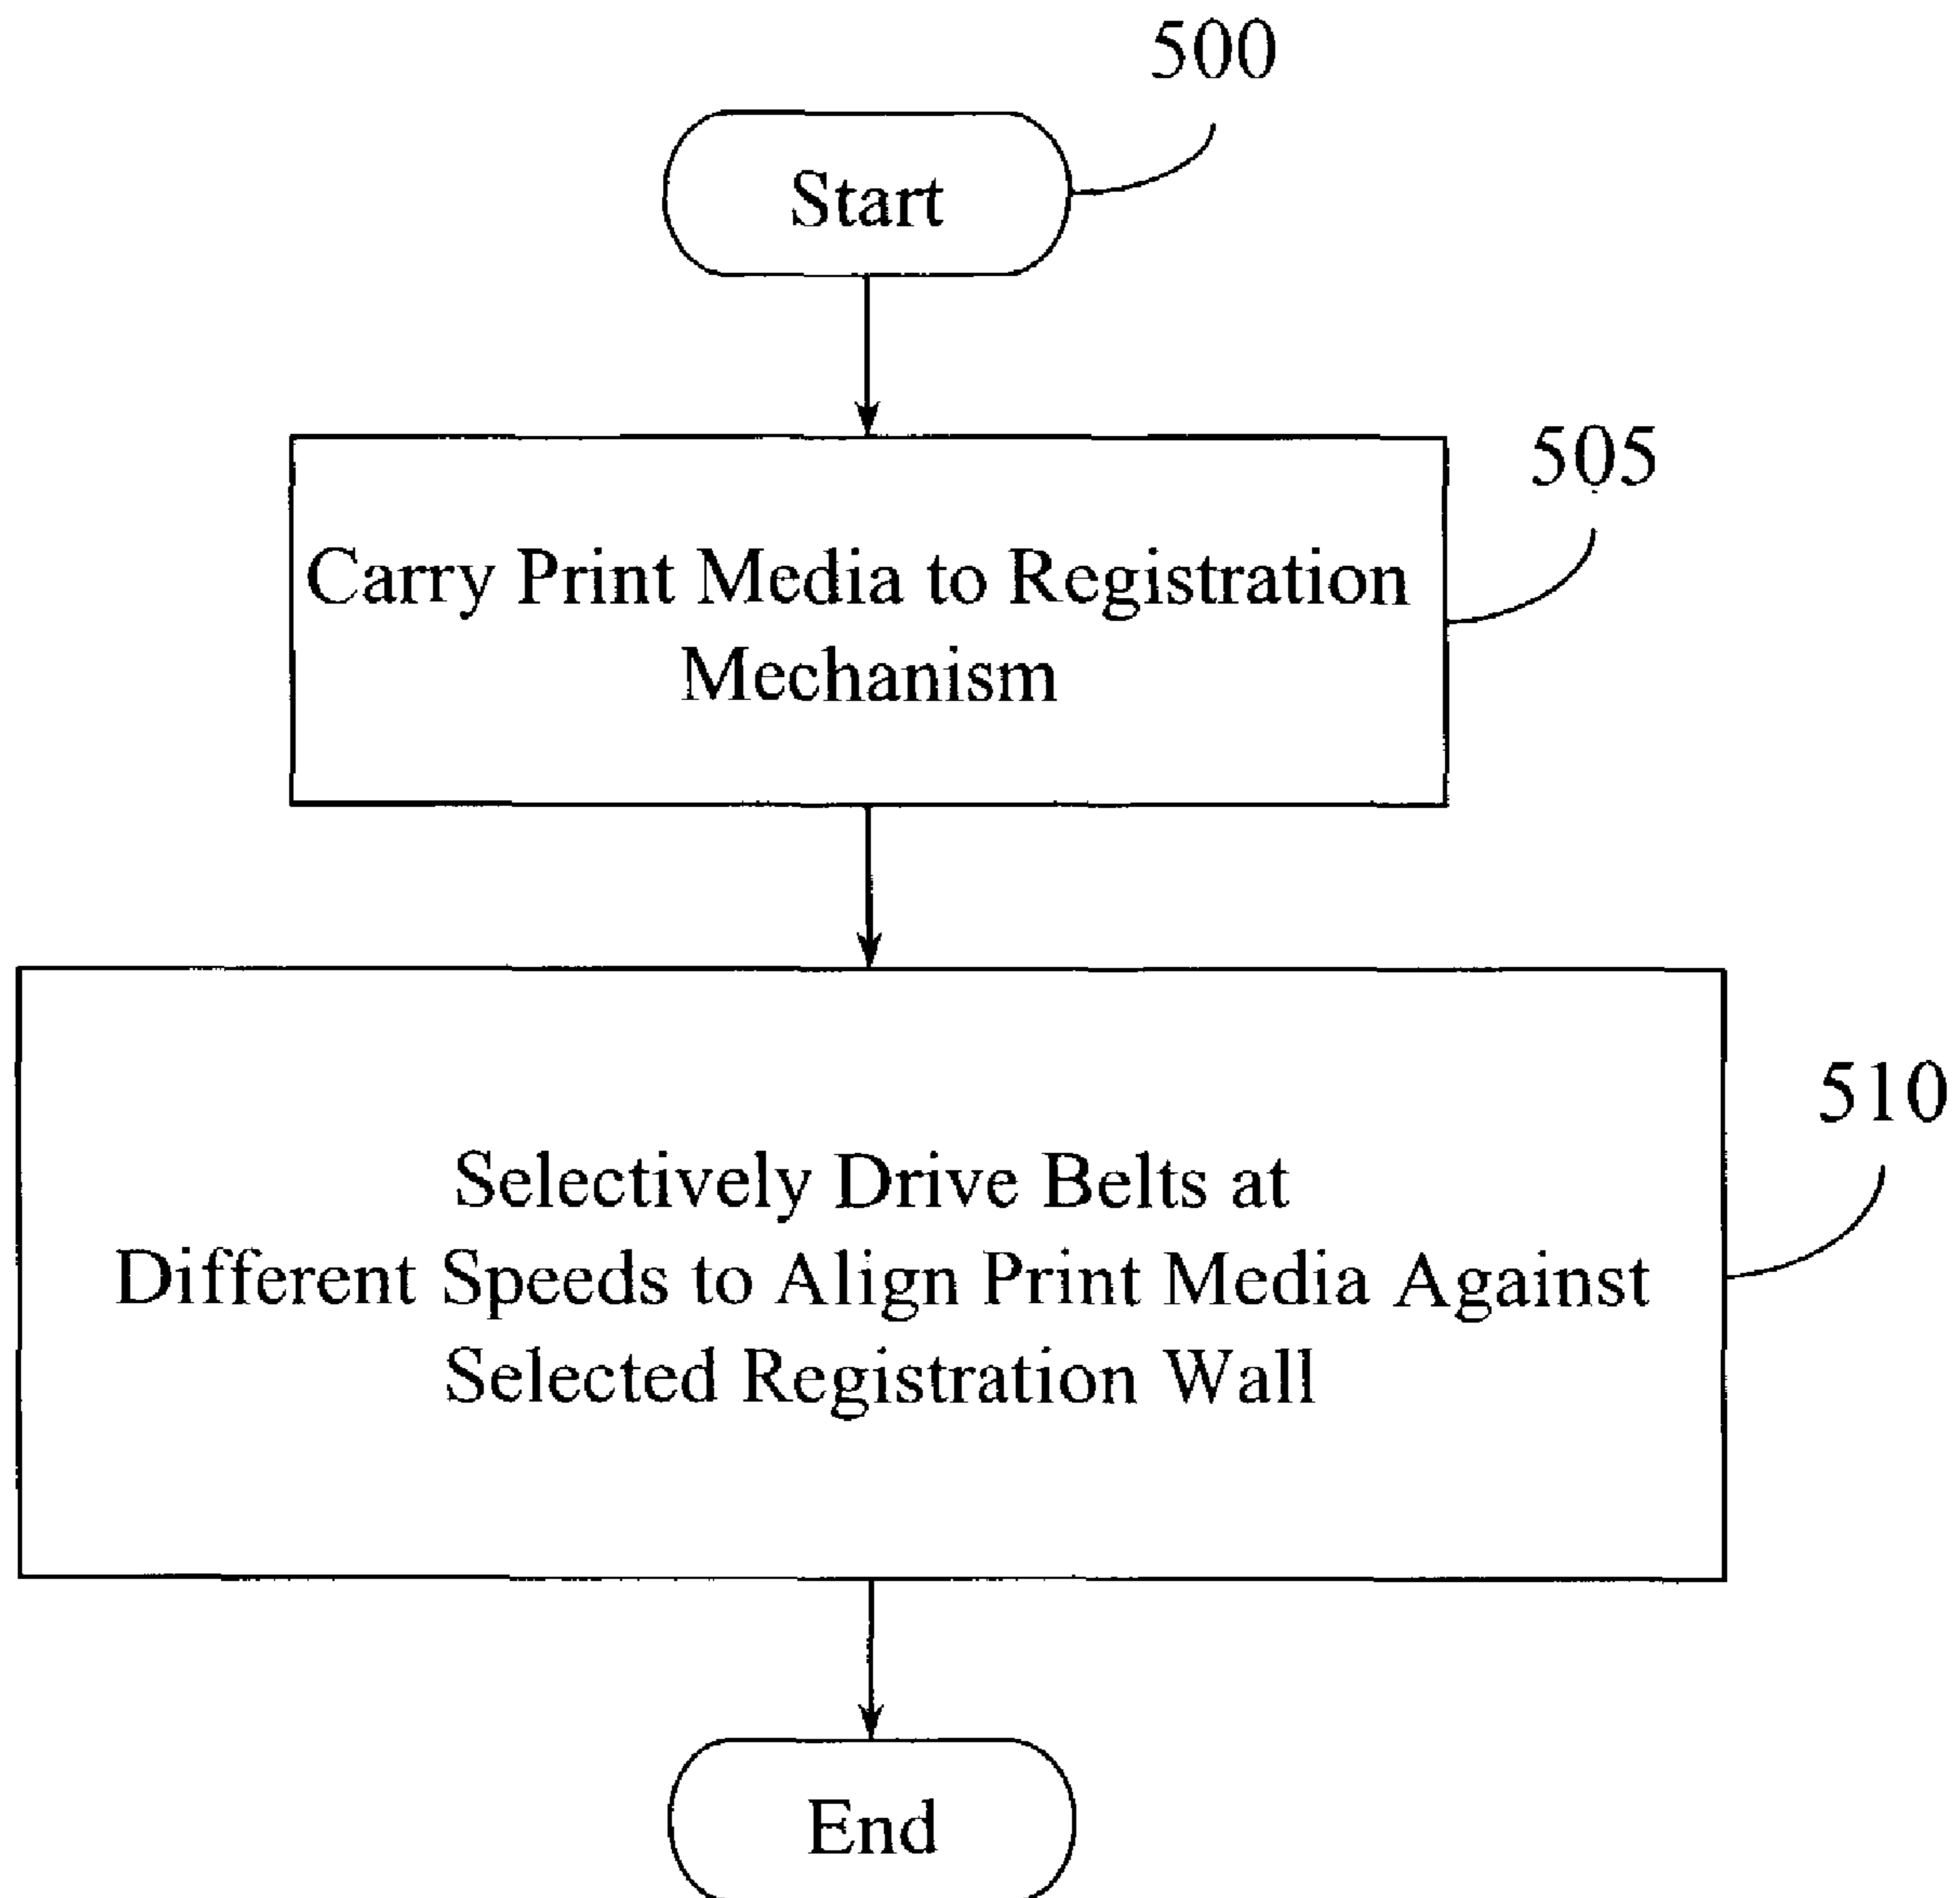 500
Start
505
Carry Print Media to Registration
Mechanism
510
Selectively Drive Belts at
Different Speeds to Align Print Media Against
Selected Registration Wall
End